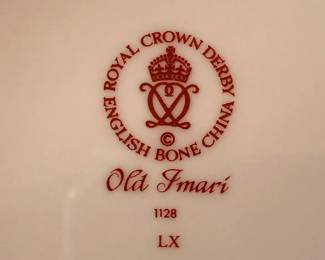 ROYAL CROWN DERBY
ENGLISH BONE CHINA
©
Old Imari
1128
LX